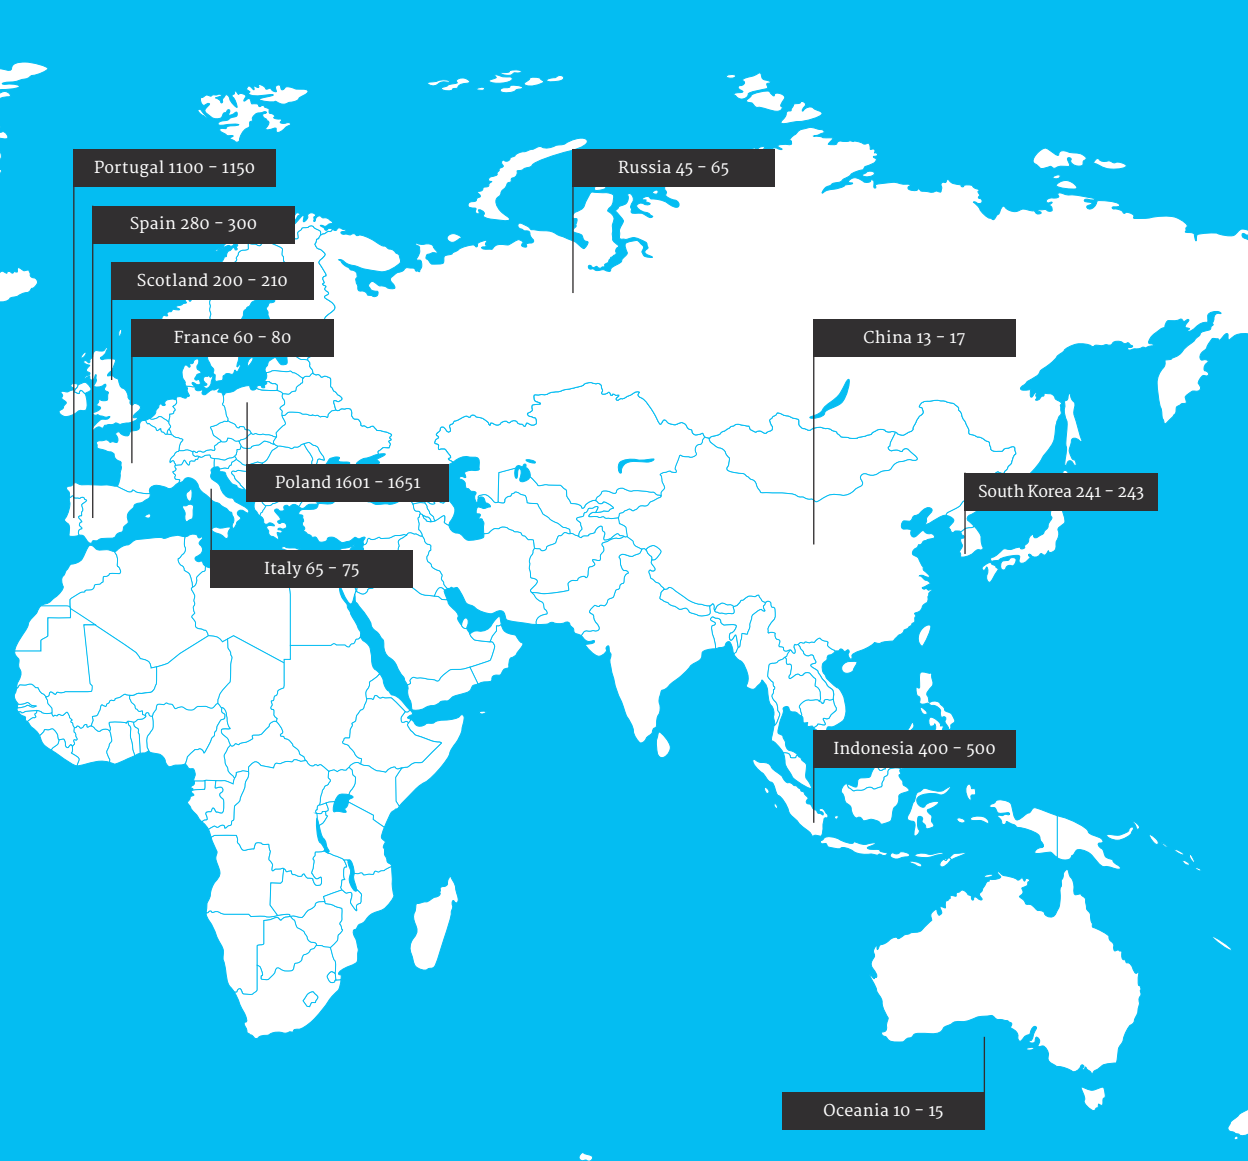 Portugal 1100 – 1150
Russia 45 – 65
Spain 280 – 300
Scotland 200 – 210
France 60 – 80
China 13 – 17
Poland 1601 – 1651
South Korea 241 – 243
Italy 65 – 75
Indonesia 400 – 500
Oceania 10 – 15